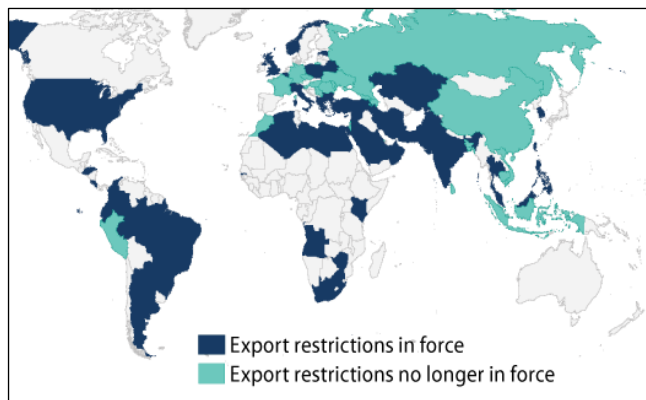 Export restrictions in force
Export restrictions no longer in force